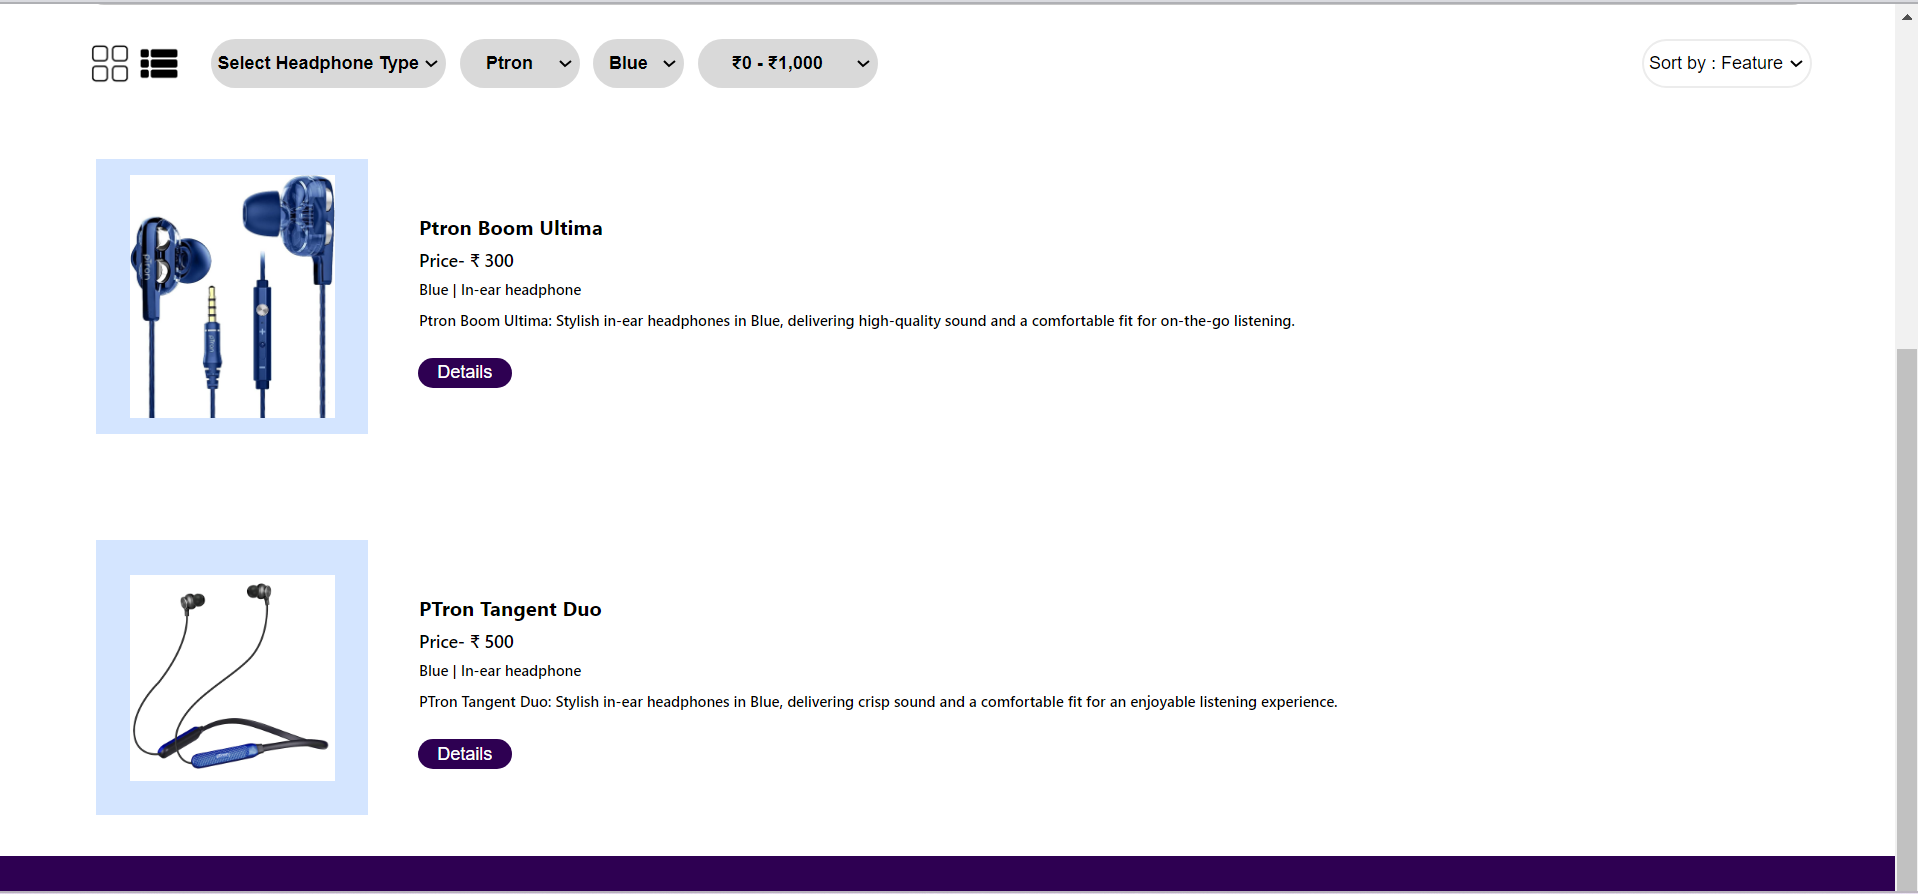 Select Headphone Type
Ptron
Blue
₹0 - ₹1,000
Sort by : Feature
Ptron Boom Ultima
Price- ₹ 300
Blue | In-ear headphone
Ptron Boom Ultima: Stylish in-ear headphones in Blue, delivering high-quality sound and a comfortable fit for on-the-go listening.
Details
PTron Tangent Duo
Price- ₹ 500
Blue | In-ear headphone
PTron Tangent Duo: Stylish in-ear headphones in Blue, delivering crisp sound and a comfortable fit for an enjoyable listening experience.
Details